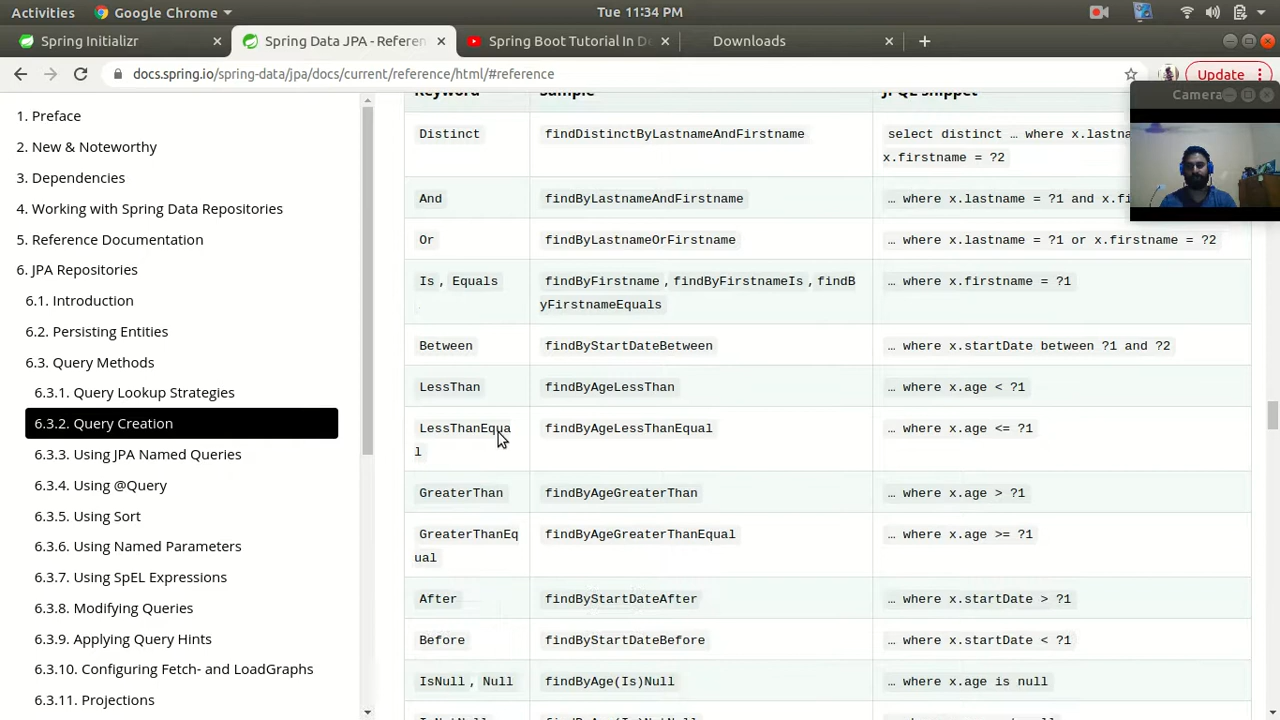 Activities Google Chrome Tue 11:34 PM
Spring Initializr Spring Data JPA - Referen Spring Boot Tutorial In D Downloads
docs.spring.io/spring-data/jpa/docs/current/reference/html/#reference Update
Camera
1. Preface
2. New & Noteworthy
3. Dependencies
4. Working with Spring Data Repositories
5. Reference Documentation
6. JPA Repositories
6.1. Introduction
6.2. Persisting Entities
6.3. Query Methods
6.3.1. Query Lookup Strategies
6.3.2. Query Creation
6.3.3. Using JPA Named Queries
6.3.4. Using @Query
6.3.5. Using Sort
6.3.6. Using Named Parameters
6.3.7. Using SpEL Expressions
6.3.8. Modifying Queries
6.3.9. Applying Query Hints
6.3.10. Configuring Fetch- and LoadGraphs
6.3.11. Projections
Keyword Sample JPQL snippet
Distinct findDistinctByLastnameAndFirstname select distinct … where x.lastna
x.firstname = ?2
And findByLastnameAndFirstname … where x.lastname = ?1 and x.fi
Or findByLastnameOrFirstname … where x.lastname = ?1 or x.firstname = ?2
Is , Equals findByFirstname , findByFirstnameIs , findB … where x.firstname = ?1
yFirstnameEquals
Between findByStartDateBetween … where x.startDate between ?1 and ?2
LessThan findByAgeLessThan … where x.age < ?1
LessThanEqua findByAgeLessThanEqual … where x.age <= ?1
l
GreaterThan findByAgeGreaterThan … where x.age > ?1
GreaterThanEq findByAgeGreaterThanEqual … where x.age >= ?1
ual
After findByStartDateAfter … where x.startDate > ?1
Before findByStartDateBefore … where x.startDate < ?1
IsNull , Null findByAge(Is)Null … where x.age is null